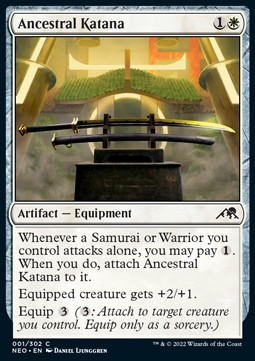 Ancestral Katana 1
Artifact — Equipment
Whenever a Samurai or Warrior you
control attacks alone, you may pay 1.
When you do, attach Ancestral
Katana to it.
Equipped creature gets +2/+1.
Equip 3 (3: Attach to target creature
you control. Equip only as a sorcery.)
001/302 C
NEO • EN DANIEL LJUNGGREN
™ & © 2022 Wizards of the Coast